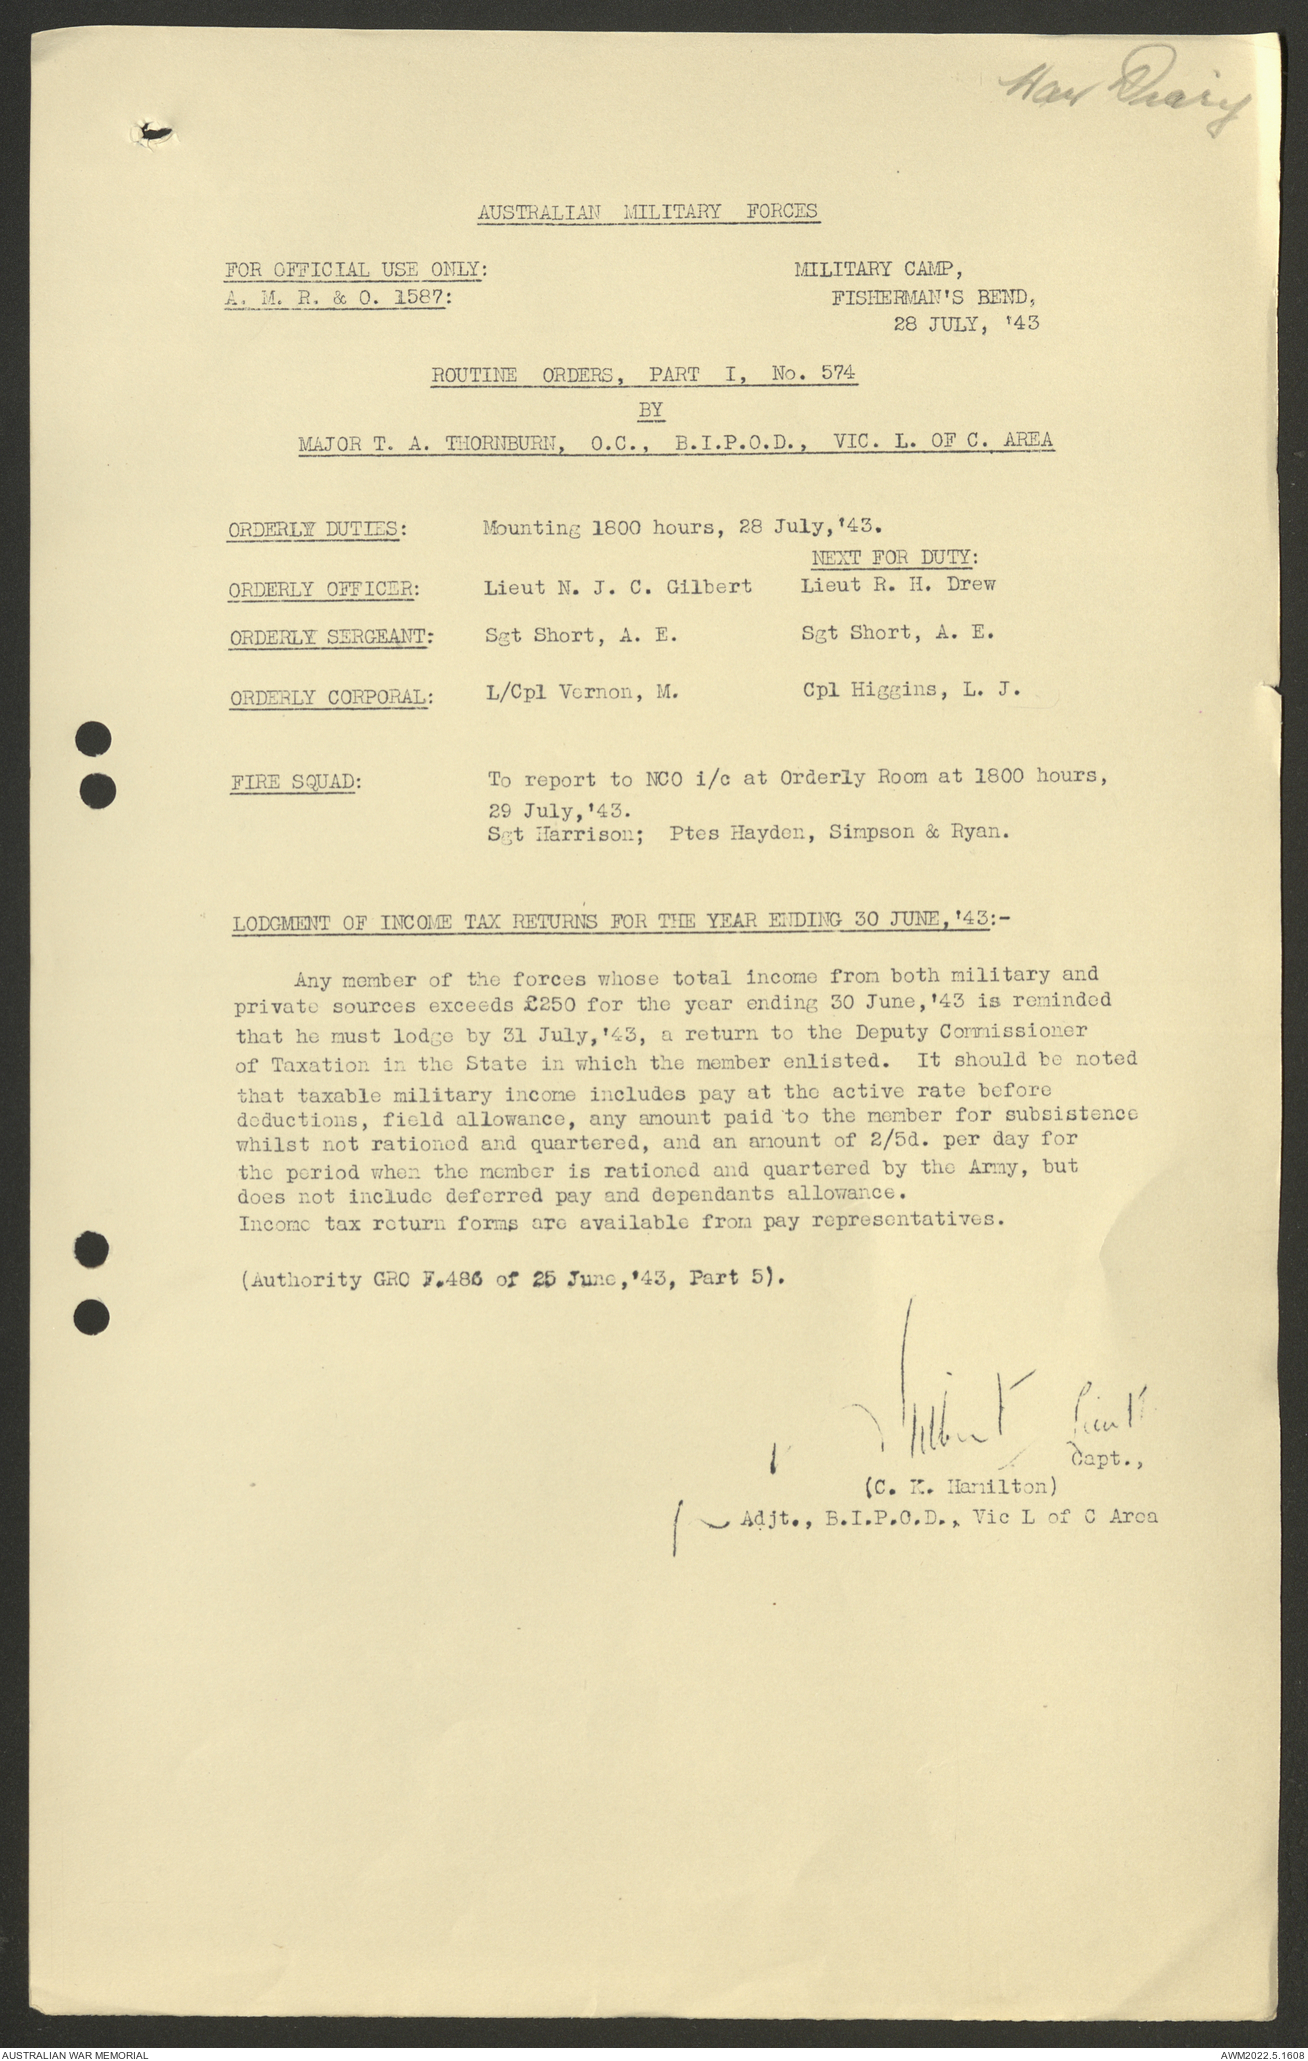 War Diary
AUSTRALIAN MILITARY FORCES
FOR OFFICIAL USE ONLY:
A. M. R. & O. 1587:
MILITARY CAMP,
FISHERMAN'S BEND,
28 JULY, '43
ROUTINE ORDERS, PART I, No. 574
BY
MAJOR T. A. THORNBURN, O.C., B.I.P.O.D., VIC. L. OF C. AREA
ORDERLY DUTIES: Mounting 1800 hours, 28 July,'43.
NEXT FOR DUTY:
ORDERLY OFFICER: Lieut N. J. C. Gilbert Lieut R. H. Drew
ORDERLY SERGEANT: Sgt Short, A. E. Sgt Short, A. E.
ORDERLY CORPORAL: L/Cpl Vernon, M. Cpl Higgins, L. J.
FIRE SQUAD: To report to NCO i/c at Orderly Room at 1800 hours,
29 July,'43.
Sgt Harrison; Ptes Hayden, Simpson & Ryan.
LODGMENT OF INCOME TAX RETURNS FOR THE YEAR ENDING 30 JUNE,'43:-
Any member of the forces whose total income from both military and
private sources exceeds £250 for the year ending 30 June,'43 is reminded
that he must lodge by 31 July,'43, a return to the Deputy Commissioner
of Taxation in the State in which the member enlisted. It should be noted
that taxable military income includes pay at the active rate before
deductions, field allowance, any amount paid to the member for subsistence
whilst not rationed and quartered, and an amount of 2/5d. per day for
the period when the member is rationed and quartered by the Army, but
does not include deferred pay and dependants allowance.
Income tax return forms are available from pay representatives.
(Authority GRO F.486 of 25 June,'43, Part 5).
Gilbert Lieut
Capt.,
(C. K. Hamilton)
Adjt., B.I.P.O.D., Vic L of C Area
AUSTRALIAN WAR MEMORIAL
AWM2022.5.1608